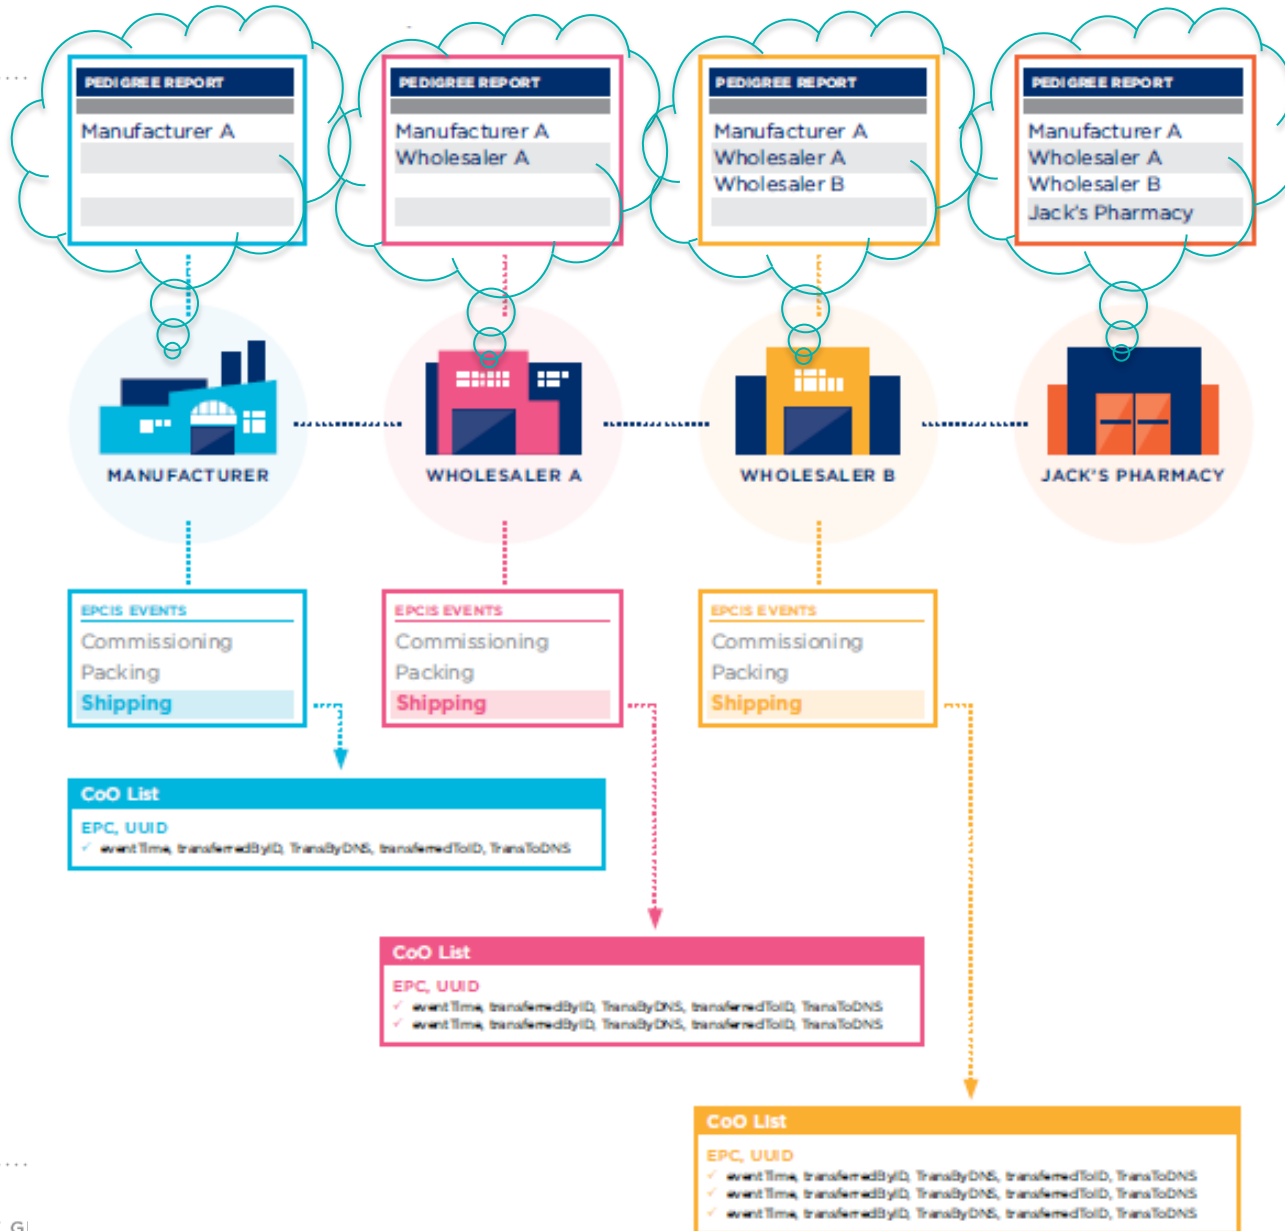 PEDIGREE REPORT
Manufacturer A
PEDIGREE REPORT
Manufacturer A
Wholesaler A
PEDIGREE REPORT
Manufacturer A
Wholesaler A
Wholesaler B
PEDIGREE REPORT
Manufacturer A
Wholesaler A
Wholesaler B
Jack's Pharmacy
MANUFACTURER
WHOLESALER A
WHOLESALER B
JACK'S PHARMACY
EPCIS EVENTS
Commissioning
Packing
Shipping
EPCIS EVENTS
Commissioning
Packing
Shipping
EPCIS EVENTS
Commissioning
Packing
Shipping
CoO List
EPC, UUID
eventTime, transferredByID, TransByDNS, transferredToID, TransToDNS
CoO List
EPC, UUID
eventTime, transferredByID, TransByDNS, transferredToID, TransToDNS
eventTime, transferredByID, TransByDNS, transferredToID, TransToDNS
CoO List
EPC, UUID
eventTime, transferredByID, TransByDNS, transferredToID, TransToDNS
eventTime, transferredByID, TransByDNS, transferredToID, TransToDNS
eventTime, transferredByID, TransByDNS, transferredToID, TransToDNS